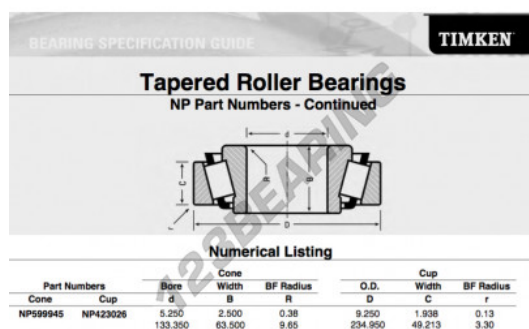 BEARING SPECIFICATION GUIDE
TIMKEN
Tapered Roller Bearings
NP Part Numbers - Continued
d
C
R
B
r
D
123BEARING
Numerical Listing
Cone Cup
Part Numbers Bore Width BF Radius O.D. Width BF Radius
Cone Cup d B R D C r
NP599945 NP423026 5.250 2.500 0.38 9.250 1.938 0.13
133.350 63.500 9.65 234.950 49.213 3.30